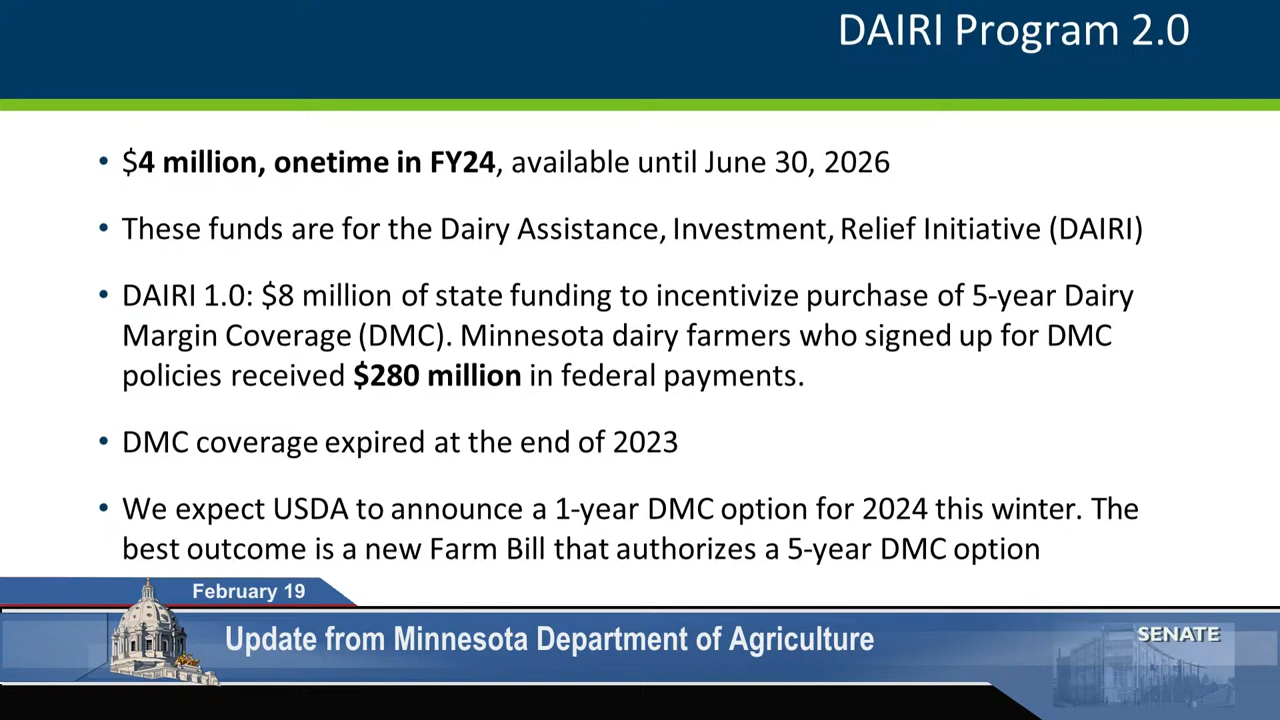 DAIRI Program 2.0
• $4 million, onetime in FY24, available until June 30, 2026
• These funds are for the Dairy Assistance, Investment, Relief Initiative (DAIRI)
• DAIRI 1.0: $8 million of state funding to incentivize purchase of 5-year Dairy
Margin Coverage (DMC). Minnesota dairy farmers who signed up for DMC
policies received $280 million in federal payments.
• DMC coverage expired at the end of 2023
• We expect USDA to announce a 1-year DMC option for 2024 this winter. The
best outcome is a new Farm Bill that authorizes a 5-year DMC option
February 19
Update from Minnesota Department of Agriculture
SENATE